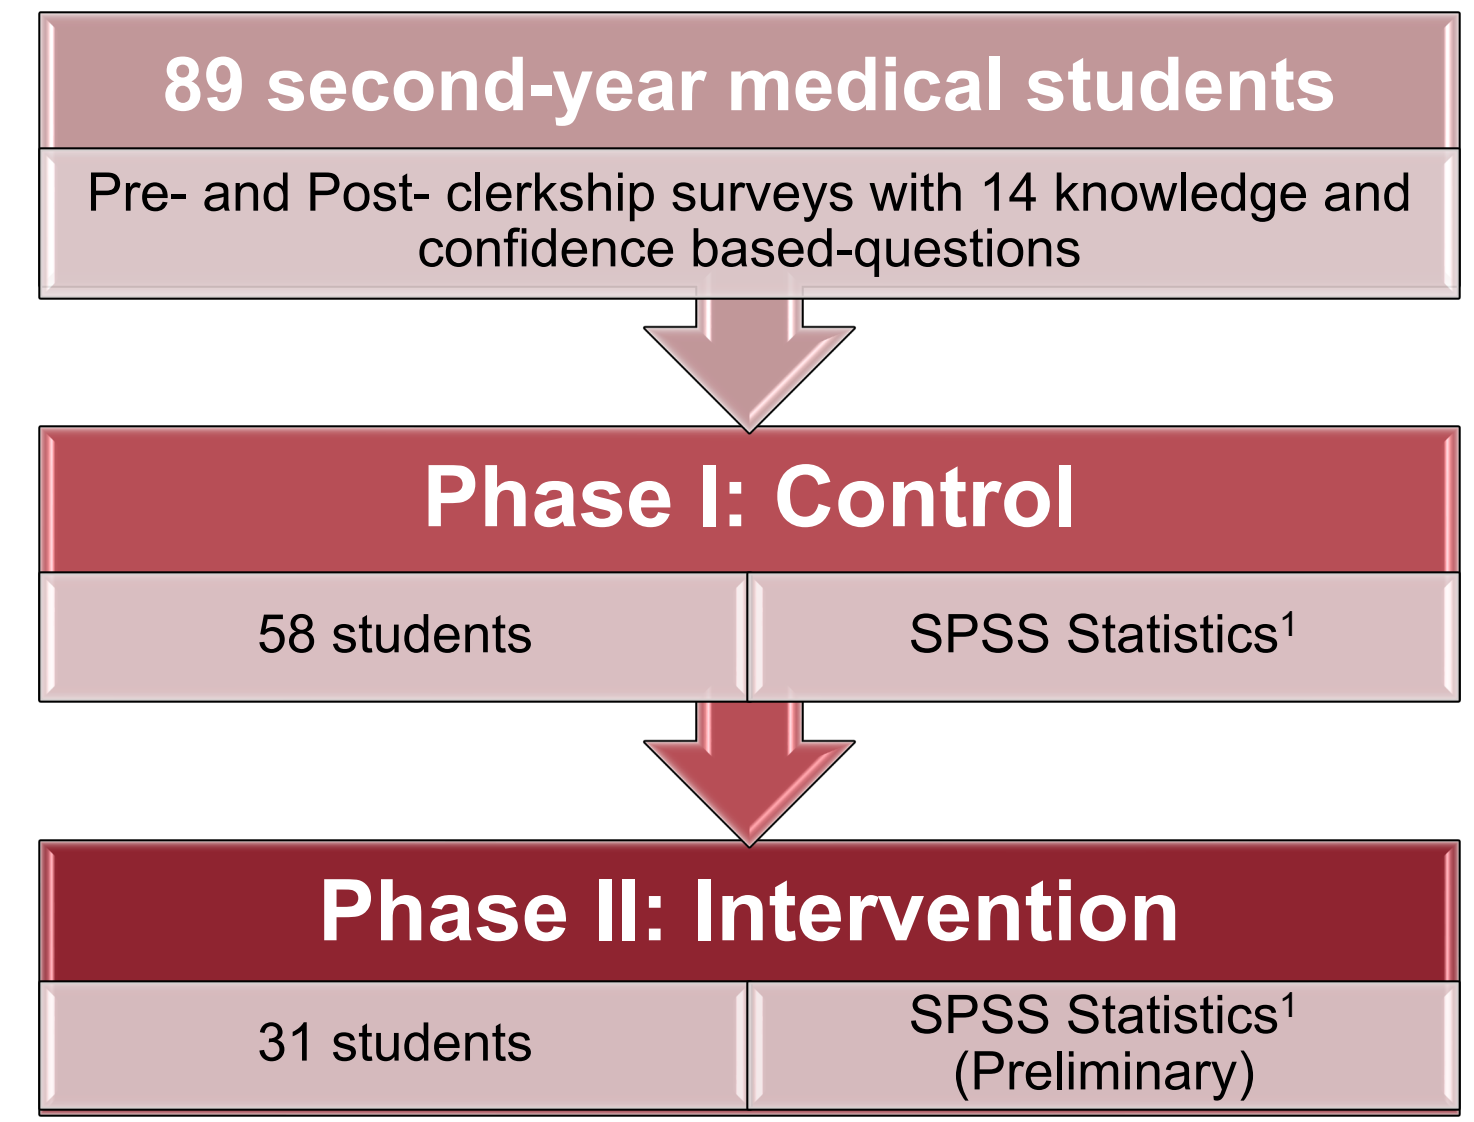 89 second-year medical students
Pre- and Post- clerkship surveys with 14 knowledge and
confidence based-questions
Phase I: Control
58 students
SPSS Statistics¹
Phase II: Intervention
31 students
SPSS Statistics¹
(Preliminary)